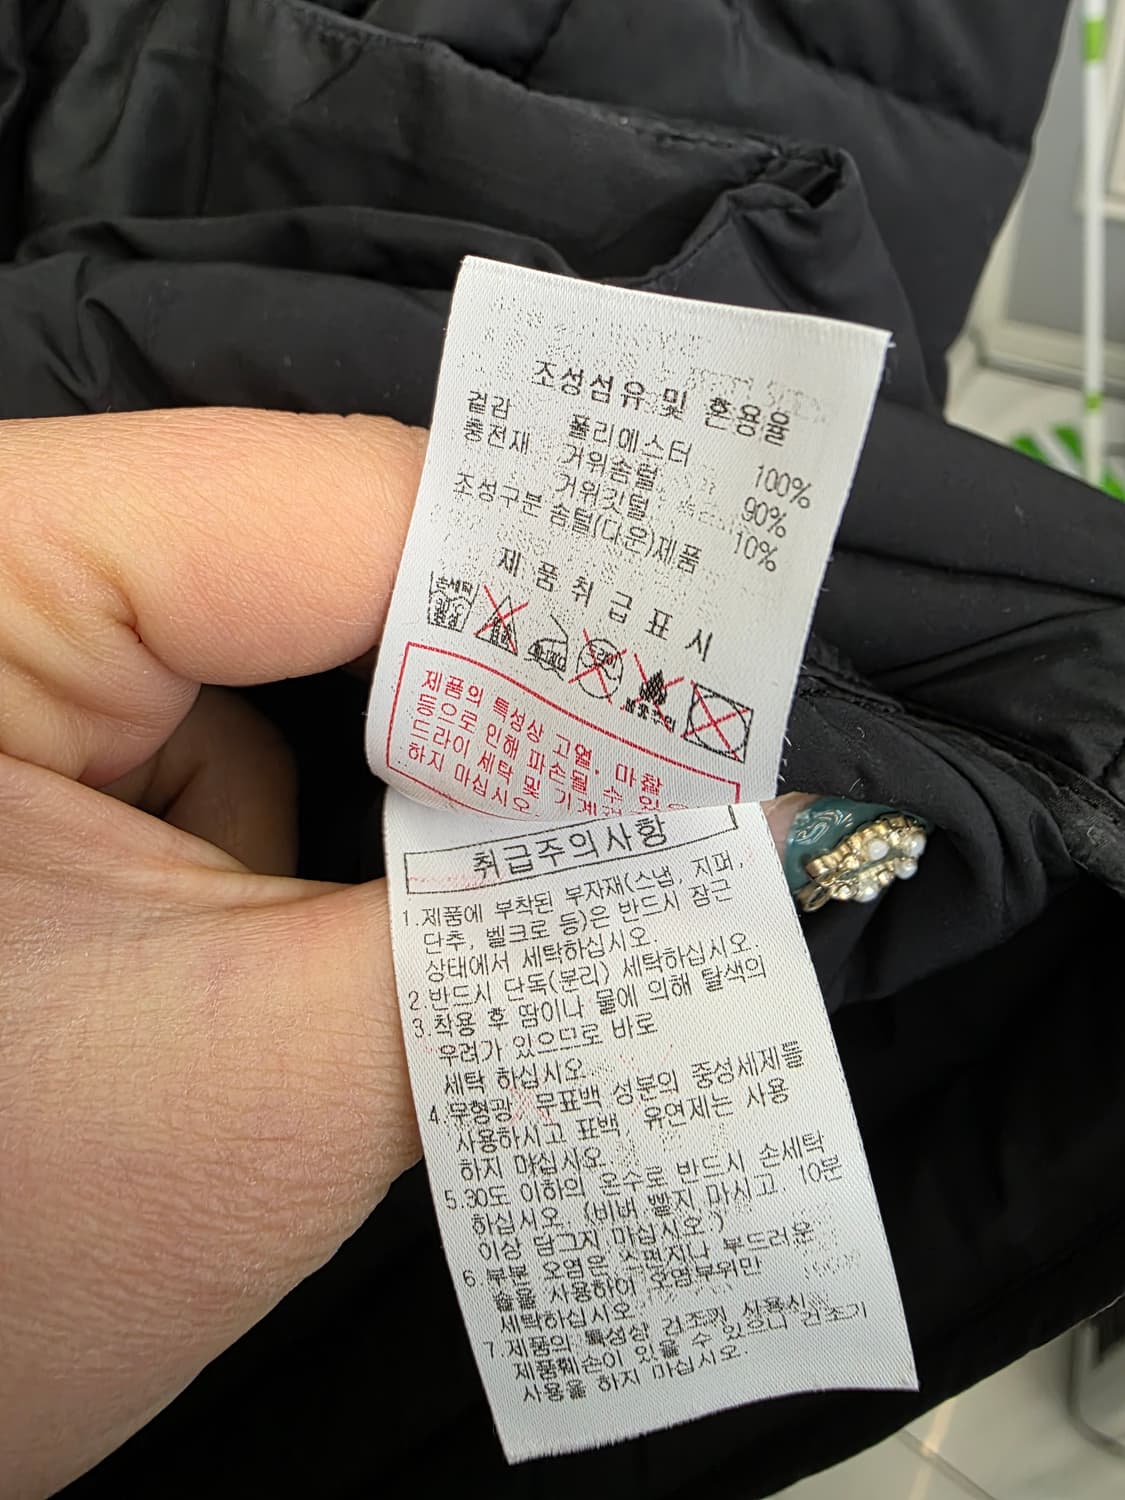 조성섬유 및 혼용율
겉감 폴리에스터 100%
충전재 거위솜털 90%
거위깃털 10%
조성구분 솜털(다운)제품
제품취급표시
손세탁
제품의 특성상 고열, 마찰
등으로 인해 파손될 수 있
드라이 세탁 및 기계
하지 마십시오.
취급주의사항
1.제품에 부착된 부자재(스냅, 지퍼,
단추, 벨크로 등)은 반드시 잠근
상태에서 세탁하십시오.
2.반드시 단독(분리) 세탁하십시오.
3.착용 후 땀이나 물에 의해 탈색의
우려가 있으므로 바로
세탁 하십시오.
4.무형광, 무표백 성분의 중성세제를
사용하시고 표백, 유연제는 사용
하지 마십시오.
5.30도 이하의 온수로 반드시 손세탁
하십시오. (비벼 빨지 마시고, 10분
이상 담그지 마십시오.)
6.부분 오염은 스펀지나 부드러운
솔을 사용하여 오염부위만
세탁하십시오.
7.제품의 특성상 건조기 사용시
제품훼손이 있을 수 있으니 건조기
사용을 하지 마십시오.